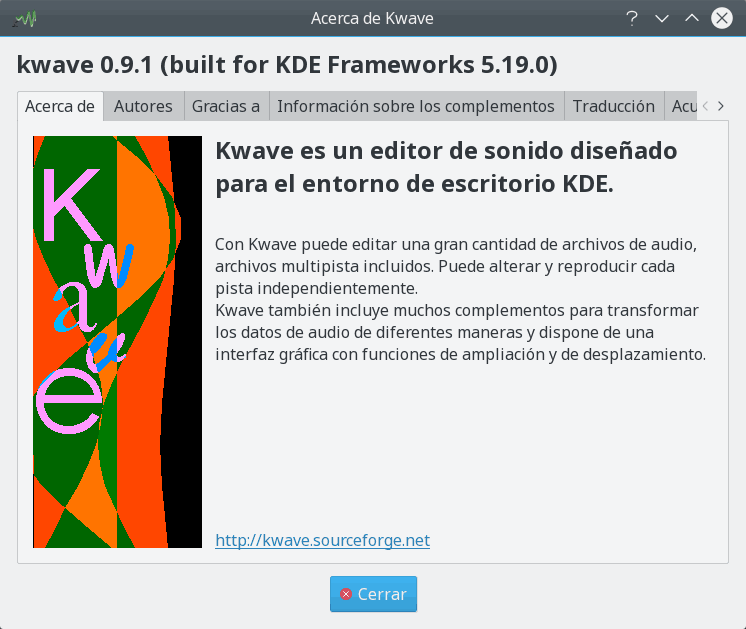 Acerca de Kwave
kwave 0.9.1 (built for KDE Frameworks 5.19.0)
Acerca de Autores Gracias a Información sobre los complementos Traducción Acu
Kwave
Kwave es un editor de sonido diseñado
para el entorno de escritorio KDE.
Con Kwave puede editar una gran cantidad de archivos de audio,
archivos multipista incluidos. Puede alterar y reproducir cada
pista independientemente.
Kwave también incluye muchos complementos para transformar
los datos de audio de diferentes maneras y dispone de una
interfaz gráfica con funciones de ampliación y de desplazamiento.
http://kwave.sourceforge.net
Cerrar